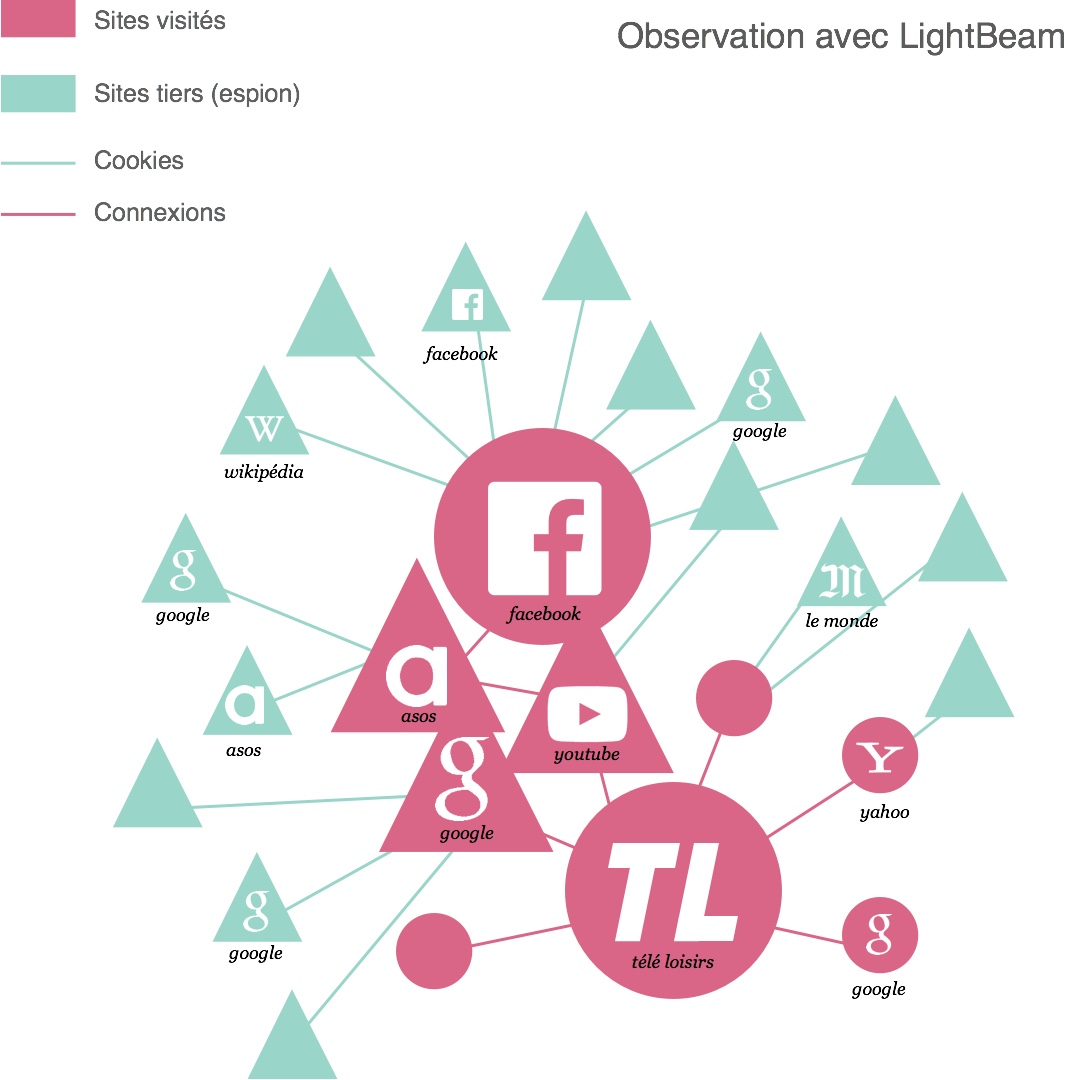 Sites visités
Observation avec LightBeam
Sites tiers (espion)
Cookies
Connexions
facebook
google
W
wikipédia
g
google
a
asos
f
facebook
g
le monde
M
a
asos
youtube
g
google
Y
yahoo
TL
télé loisirs
g
google
g
google
f